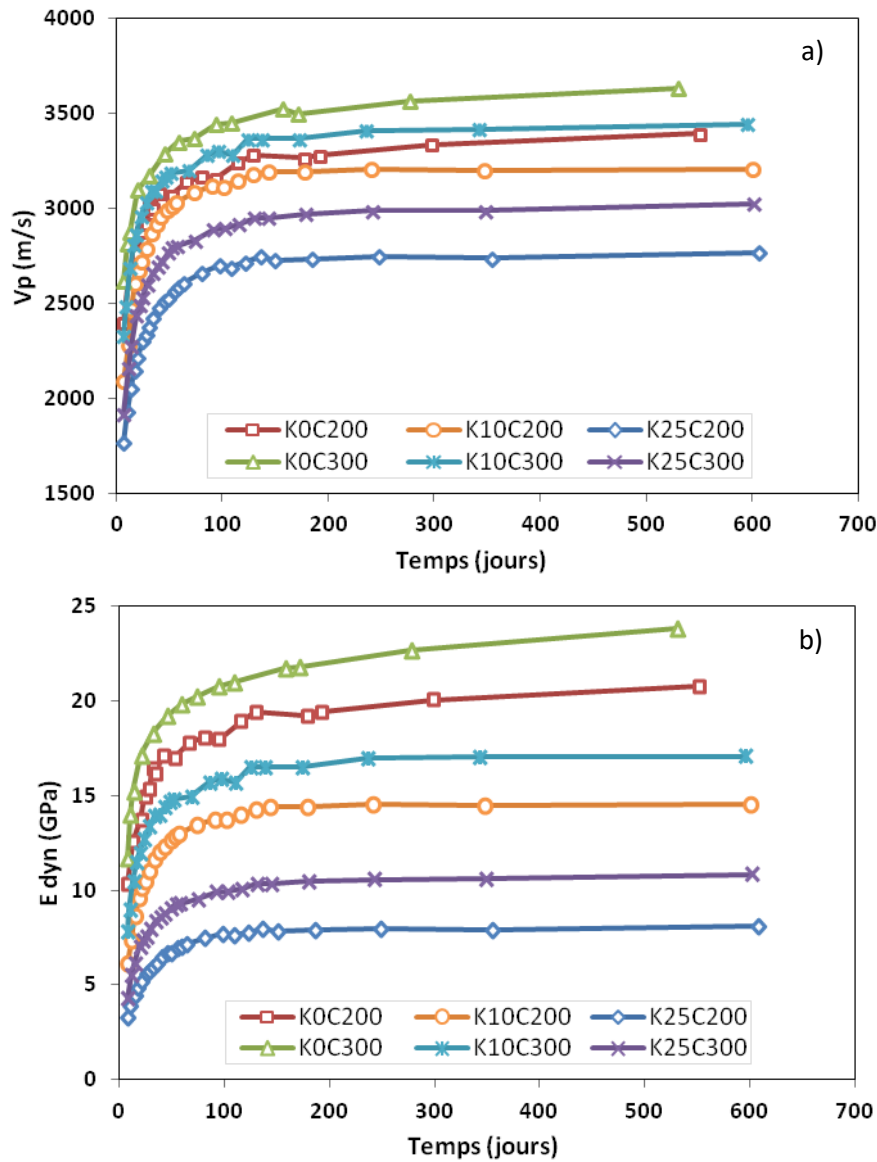 4000
a)
3500
3000
Vp (m/s)
2500
2000
K0C200 K10C200 K25C200
K0C300 K10C300 K25C300
1500
0 100 200 300 400 500 600 700
Temps (jours)
25
b)
20
15
E dyn (GPa)
10
5
K0C200 K10C200 K25C200
K0C300 K10C300 K25C300
0
0 100 200 300 400 500 600 700
Temps (jours)